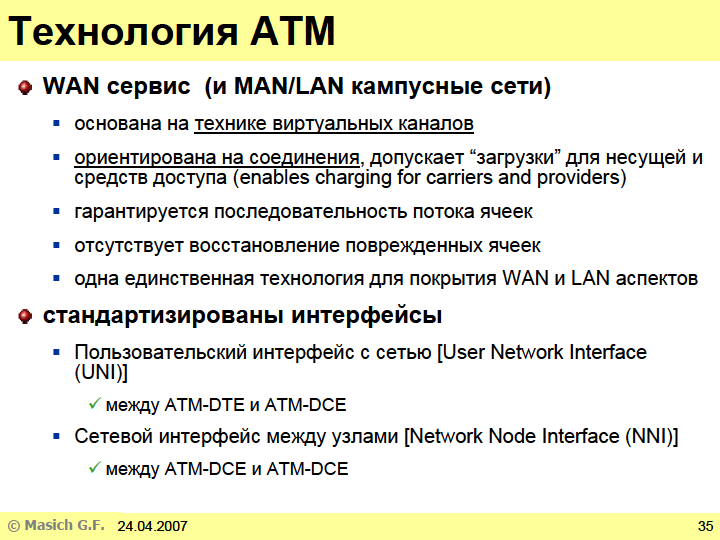 Технология ATM
WAN сервис (и MAN/LAN кампусные сети)
основана на технике виртуальных каналов
ориентирована на соединения, допускает “загрузки” для несущей и
средств доступа (enables charging for carriers and providers)
гарантируется последовательность потока ячеек
отсутствует восстановление поврежденных ячеек
одна единственная технология для покрытия WAN и LAN аспектов
стандартизированы интерфейсы
Пользовательский интерфейс с сетью [User Network Interface
(UNI)]
между ATM-DTE и ATM-DCE
Сетевой интерфейс между узлами [Network Node Interface (NNI)]
между ATM-DCE и ATM-DCE
© Masich G.F. 24.04.2007 35